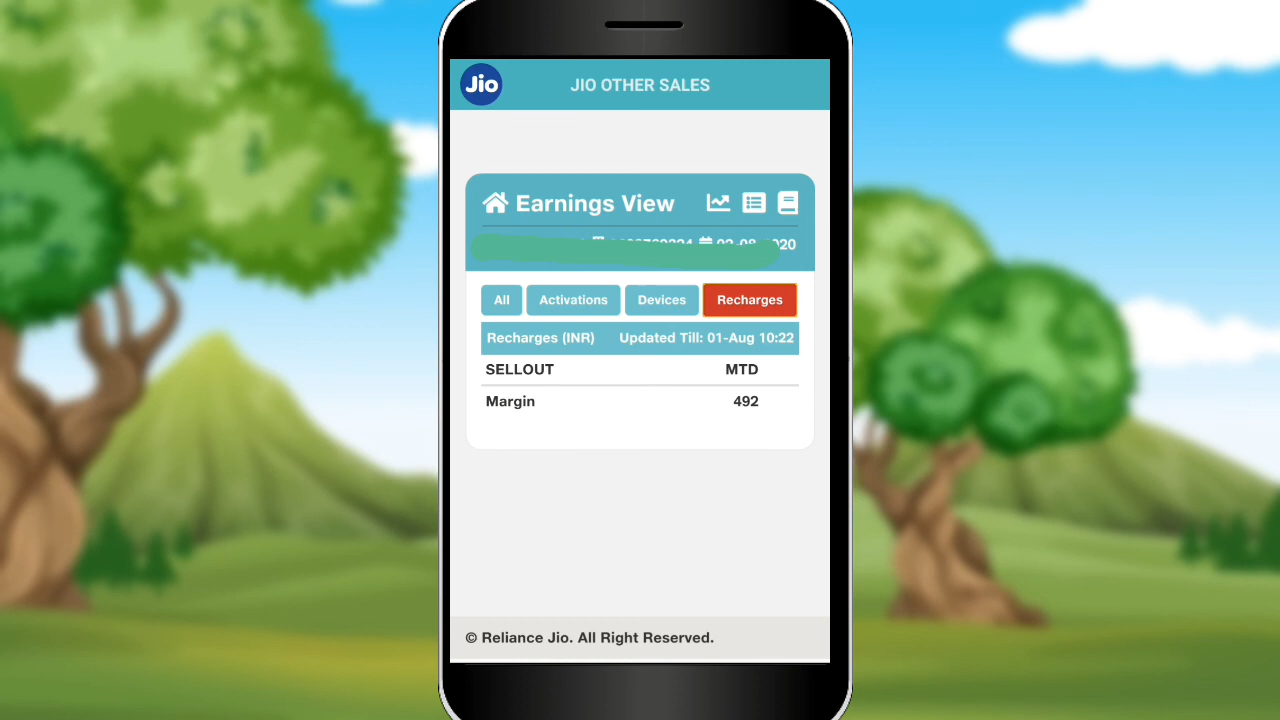 Jio JIO OTHER SALES
Earnings View
20
All Activations Devices Recharges
Recharges (INR) Updated Till: 01-Aug 10:22
SELLOUT MTD
Margin 492
© Reliance Jio. All Right Reserved.